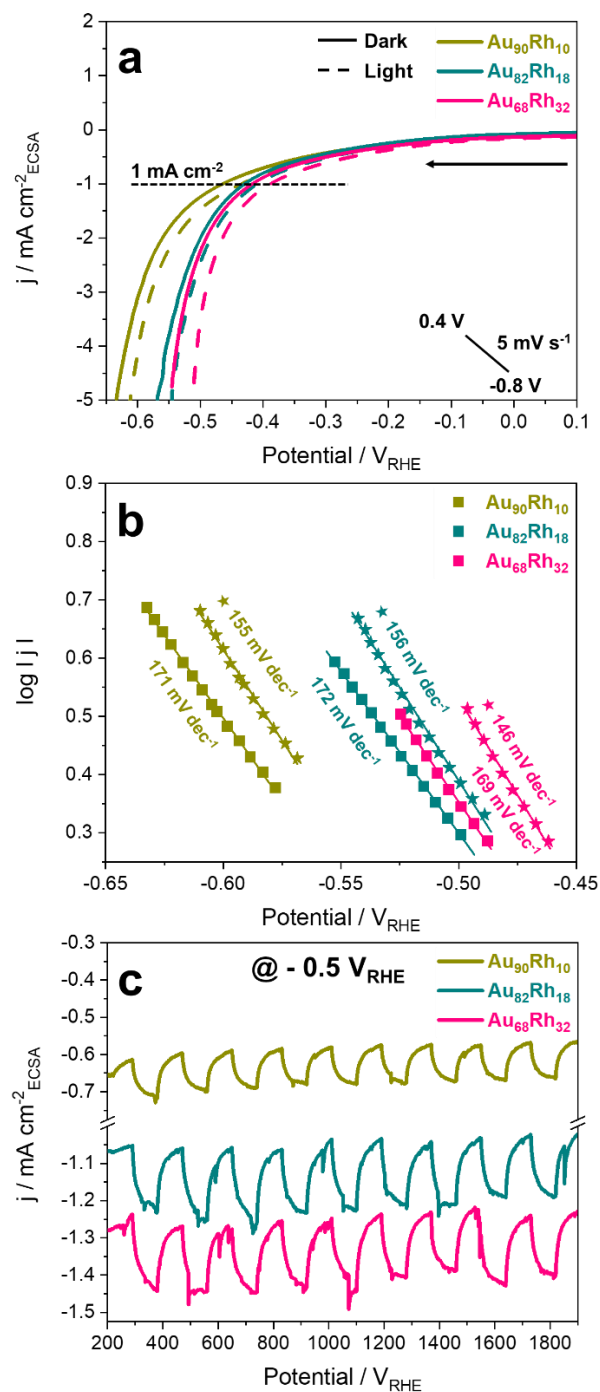 a
Dark
Light
Au₉₀Rh₁₀
Au₈₂Rh₁₈
Au₆₈Rh₃₂
1 mA cm⁻²
0.4 V
5 mV s⁻¹
-0.8 V
j / mA cm⁻²ECSA
2
1
0
-1
-2
-3
-4
-5
-0.6 -0.5 -0.4 -0.3 -0.2 -0.1 0.0 0.1
Potential / VRHE
b
Au₉₀Rh₁₀
Au₈₂Rh₁₈
Au₆₈Rh₃₂
★ 155 mV dec⁻¹
171 mV dec⁻¹
★ 156 mV dec⁻¹
172 mV dec⁻¹
★ 146 mV dec⁻¹
169 mV dec⁻¹
log I j I
0.9
0.8
0.7
0.6
0.5
0.4
0.3
-0.65 -0.60 -0.55 -0.50 -0.45
Potential / VRHE
c
@ - 0.5 VRHE
Au₉₀Rh₁₀
Au₈₂Rh₁₈
Au₆₈Rh₃₂
j / mA cm⁻²ECSA
-0.3
-0.4
-0.5
-0.6
-0.7
-1.1
-1.2
-1.3
-1.4
-1.5
200 400 600 800 1000 1200 1400 1600 1800
Potential / VRHE